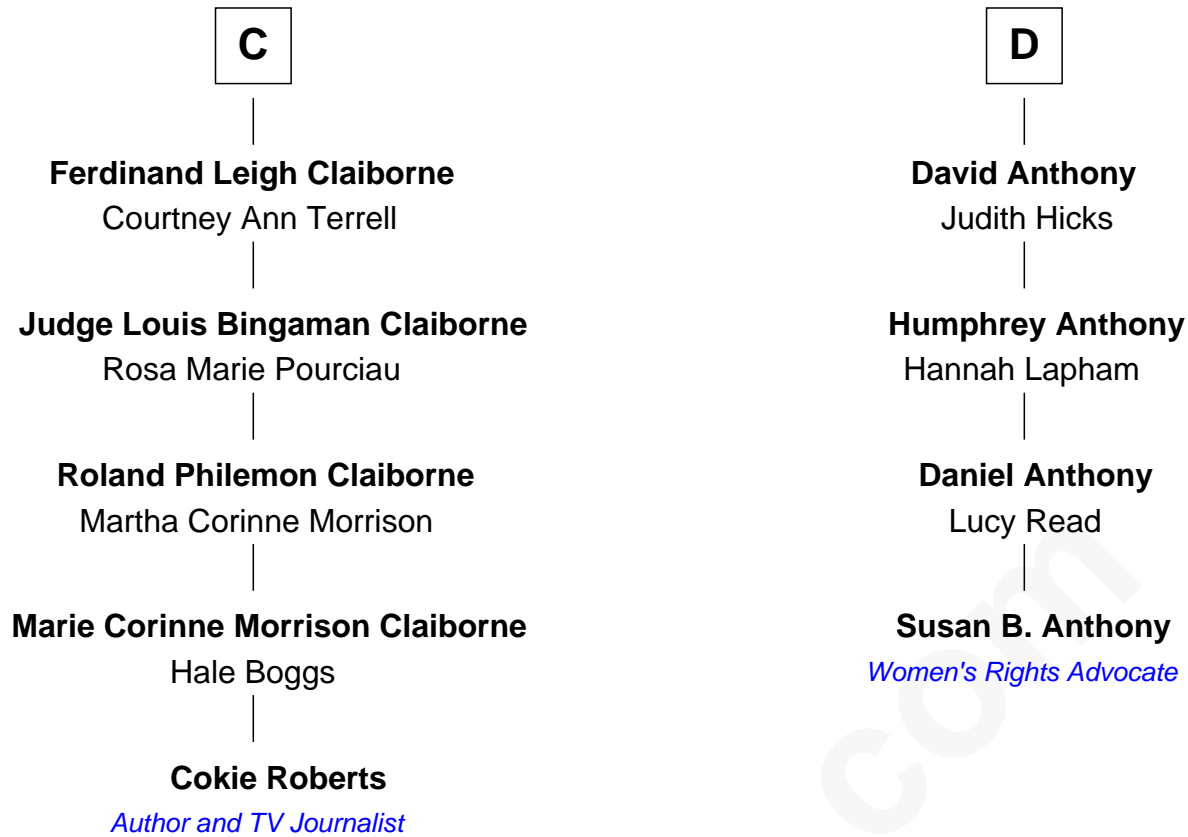 C
Ferdinand Leigh Claiborne
Courtney Ann Terrell
Judge Louis Bingaman Claiborne
Rosa Marie Pourciau
Roland Philemon Claiborne
Martha Corinne Morrison
Marie Corinne Morrison Claiborne
Hale Boggs
Cokie Roberts
Author and TV Journalist
D
David Anthony
Judith Hicks
Humphrey Anthony
Hannah Lapham
Daniel Anthony
Lucy Read
Susan B. Anthony
Women's Rights Advocate
com